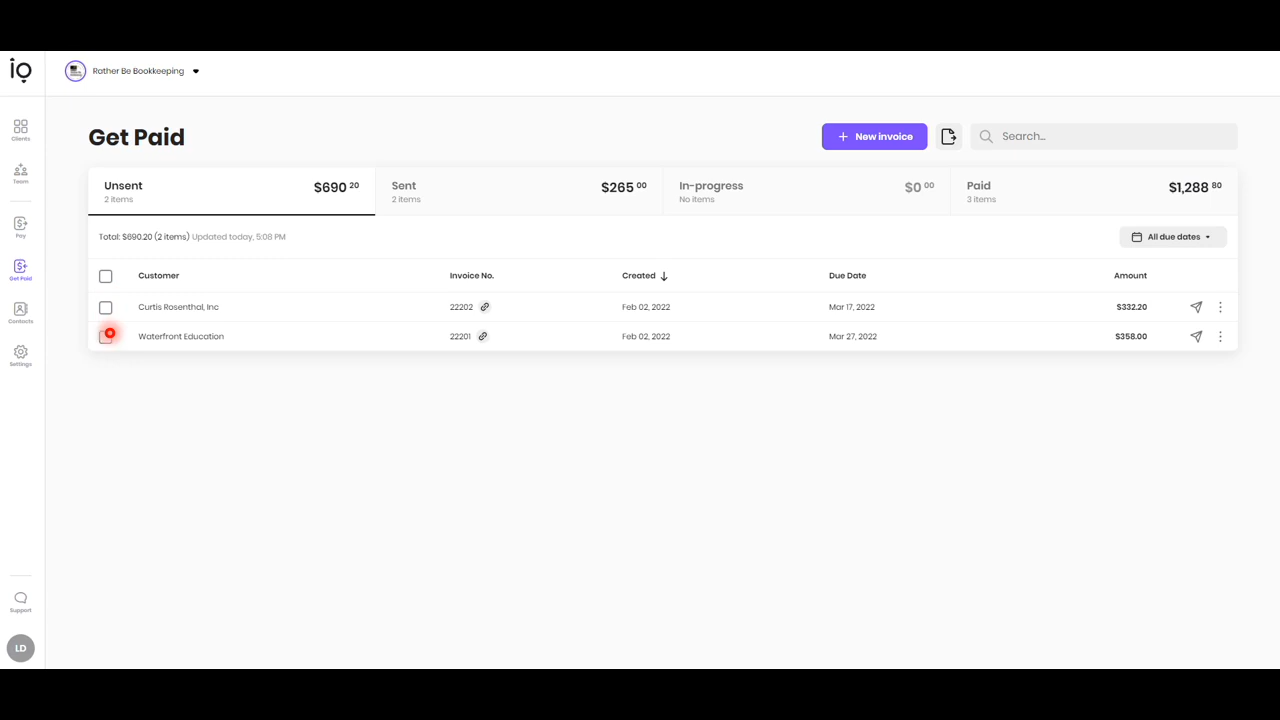 io
Rather Be Bookkeeping
Clients
Team
Pay
Get Paid
Contacts
Settings
Support
LD
Get Paid
New invoice
Search...
Unsent
$690 20
2 items
Sent
$265 00
2 items
In-progress
$0 00
No items
Paid
$1,288 80
3 items
Total: $690.20 (2 items) Updated today, 5:08 PM
All due dates
Customer Invoice No. Created Due Date Amount
Curtis Rosenthal, Inc 22202 Feb 02, 2022 Mar 17, 2022 $332.20
Waterfront Education 22201 Feb 02, 2022 Mar 27, 2022 $358.00